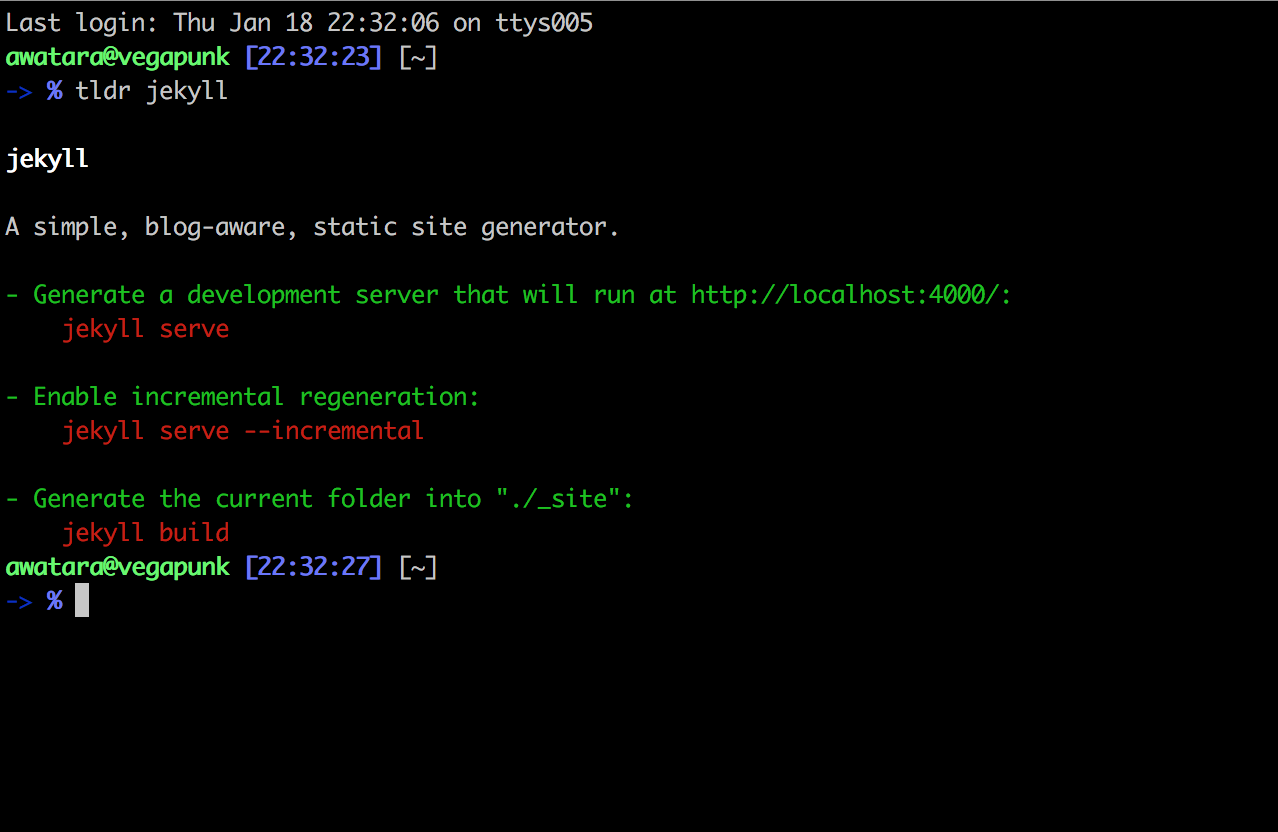 Last login: Thu Jan 18 22:32:06 on ttys005
awatara@vegapunk [22:32:23] [~]
-> % tldr jekyll
jekyll
A simple, blog-aware, static site generator.
- Generate a development server that will run at http://localhost:4000/:
jekyll serve
- Enable incremental regeneration:
jekyll serve --incremental
- Generate the current folder into "./_site":
jekyll build
awatara@vegapunk [22:32:27] [~]
-> %